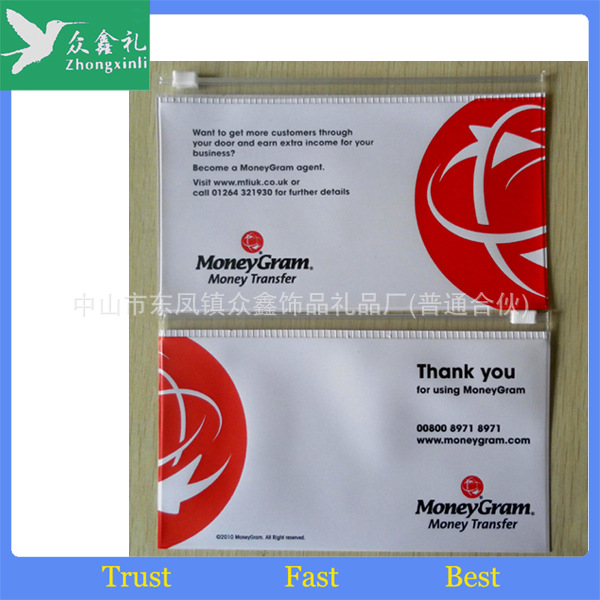 众鑫礼
Zhongxinli
Want to get more customers through
your door and earn extra income for your
business?
Become a MoneyGram agent.
Visit www.mfiuk.co.uk or
call 01264 321930 for further details
MoneyGram®
Money Transfer
中山市东凤镇众鑫饰品礼品厂(普通合伙)
Thank you
for using MoneyGram
00800 8971 8971
www.moneygram.com
MoneyGram®
Money Transfer
©2010 MoneyGram. All Right reserved.
Trust Fast Best